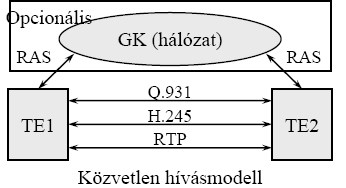 Opcionális
GK (hálózat)
RAS
RAS
Q.931
H.245
RTP
TE1
TE2
Közvetlen hívásmodell